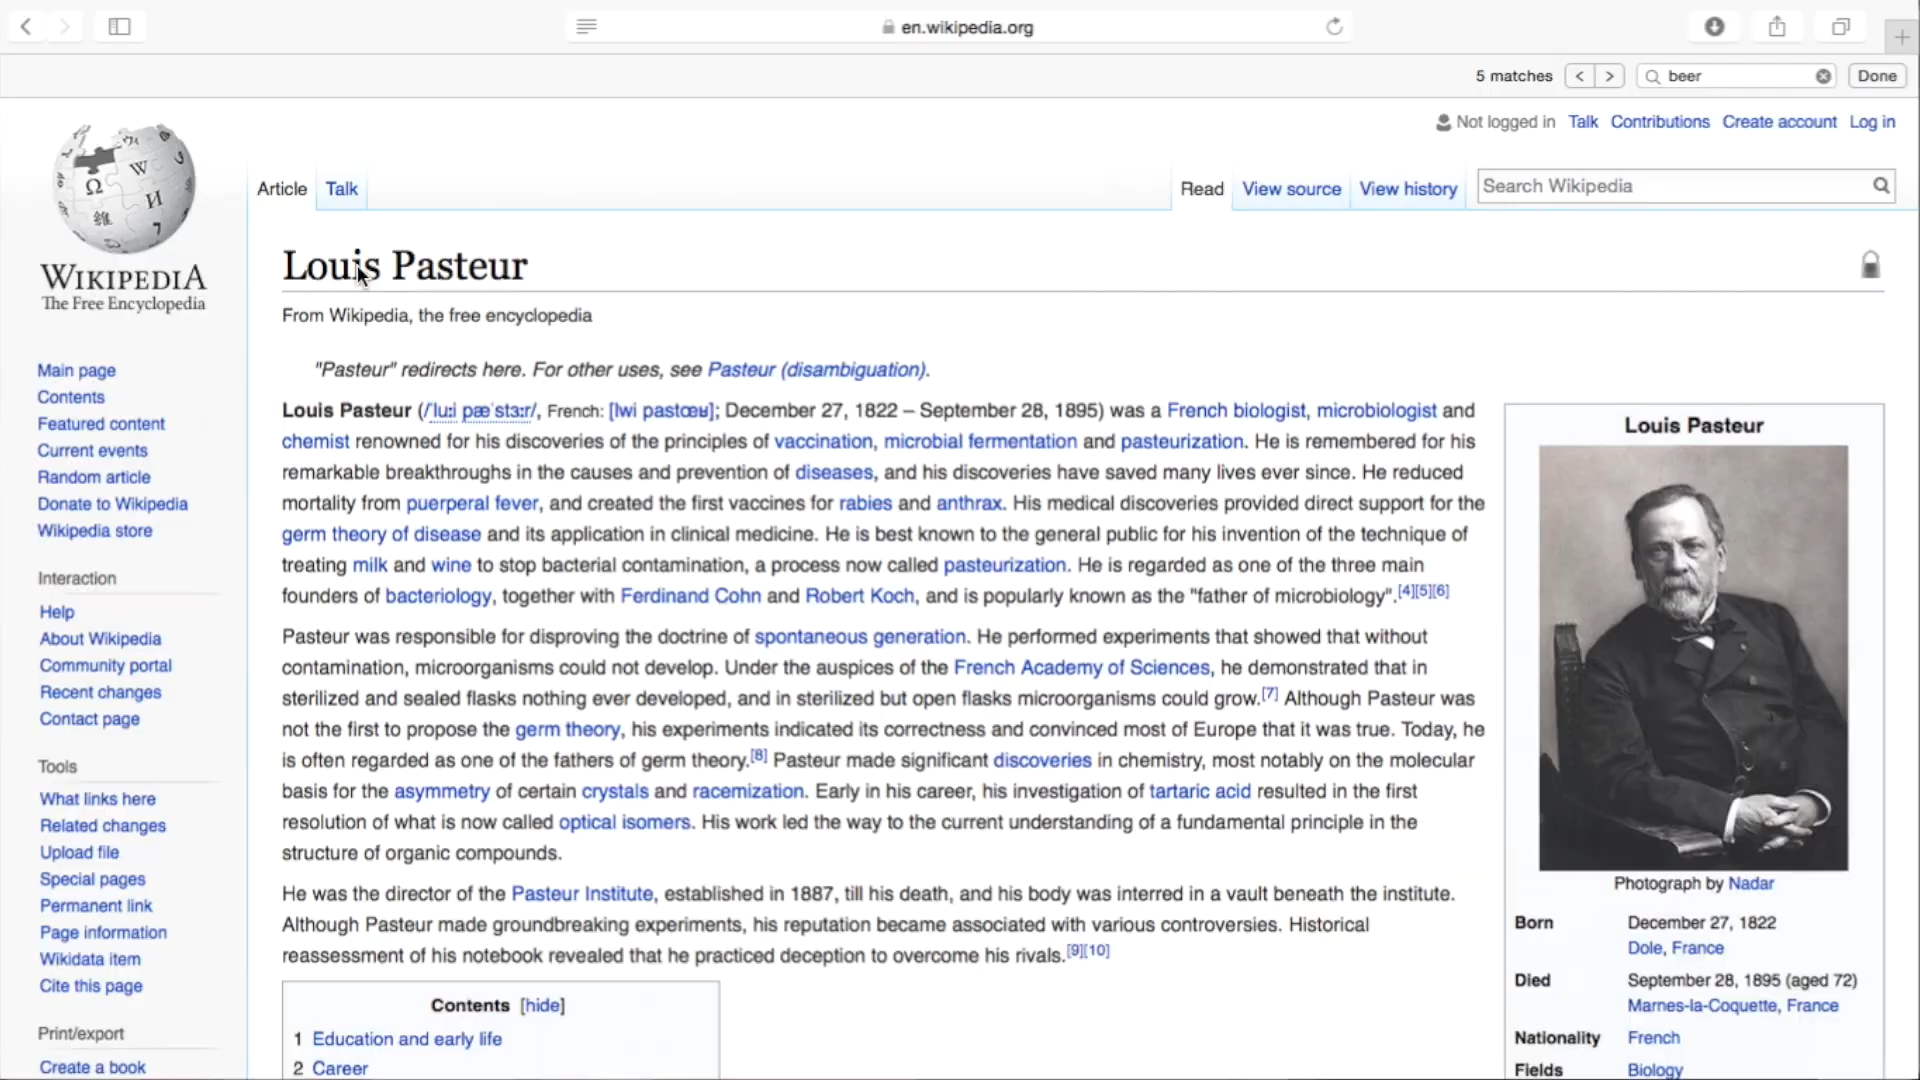 en.wikipedia.org
5 matches
beer
Done
Not logged in Talk Contributions Create account Log in
Article Talk
Read View source View history
Search Wikipedia
WIKIPEDIA
The Free Encyclopedia
Main page
Contents
Featured content
Current events
Random article
Donate to Wikipedia
Wikipedia store
Interaction
Help
About Wikipedia
Community portal
Recent changes
Contact page
Tools
What links here
Related changes
Upload file
Special pages
Permanent link
Page information
Wikidata item
Cite this page
Print/export
Create a book
Louis Pasteur
From Wikipedia, the free encyclopedia
"Pasteur" redirects here. For other uses, see Pasteur (disambiguation).
Louis Pasteur (/ˈluːi pæˈstɜːr/, French: [lwi pastœʁ]; December 27, 1822 – September 28, 1895) was a French biologist, microbiologist and
chemist renowned for his discoveries of the principles of vaccination, microbial fermentation and pasteurization. He is remembered for his
remarkable breakthroughs in the causes and prevention of diseases, and his discoveries have saved many lives ever since. He reduced
mortality from puerperal fever, and created the first vaccines for rabies and anthrax. His medical discoveries provided direct support for the
germ theory of disease and its application in clinical medicine. He is best known to the general public for his invention of the technique of
treating milk and wine to stop bacterial contamination, a process now called pasteurization. He is regarded as one of the three main
founders of bacteriology, together with Ferdinand Cohn and Robert Koch, and is popularly known as the "father of microbiology".[4][5][6]
Pasteur was responsible for disproving the doctrine of spontaneous generation. He performed experiments that showed that without
contamination, microorganisms could not develop. Under the auspices of the French Academy of Sciences, he demonstrated that in
sterilized and sealed flasks nothing ever developed, and in sterilized but open flasks microorganisms could grow.[7] Although Pasteur was
not the first to propose the germ theory, his experiments indicated its correctness and convinced most of Europe that it was true. Today, he
is often regarded as one of the fathers of germ theory.[8] Pasteur made significant discoveries in chemistry, most notably on the molecular
basis for the asymmetry of certain crystals and racemization. Early in his career, his investigation of tartaric acid resulted in the first
resolution of what is now called optical isomers. His work led the way to the current understanding of a fundamental principle in the
structure of organic compounds.
He was the director of the Pasteur Institute, established in 1887, till his death, and his body was interred in a vault beneath the institute.
Although Pasteur made groundbreaking experiments, his reputation became associated with various controversies. Historical
reassessment of his notebook revealed that he practiced deception to overcome his rivals.[9][10]
Contents [hide]
1 Education and early life
2 Career
Louis Pasteur
Photograph by Nadar
Born December 27, 1822
Dole, France
Died September 28, 1895 (aged 72)
Marnes-la-Coquette, France
Nationality French
Fields Biology